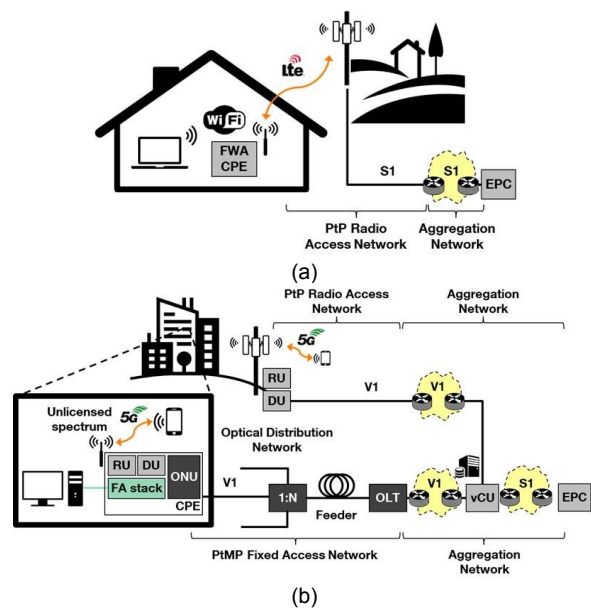 Lte
WiFi
FWA
CPE
S1
S1
EPC
PtP Radio
Access Network
Aggregation
Network
(a)
PtP Radio Access
Network
Aggregation
Network
5G
RU
DU
V1
V1
Unlicensed
spectrum
5G
Optical Distribution
Network
RU
DU
ONU
FA stack
CPE
V1
1:N
Feeder
OLT
V1
vCU
S1
EPC
PtMP Fixed Access Network
Aggregation
Network
(b)